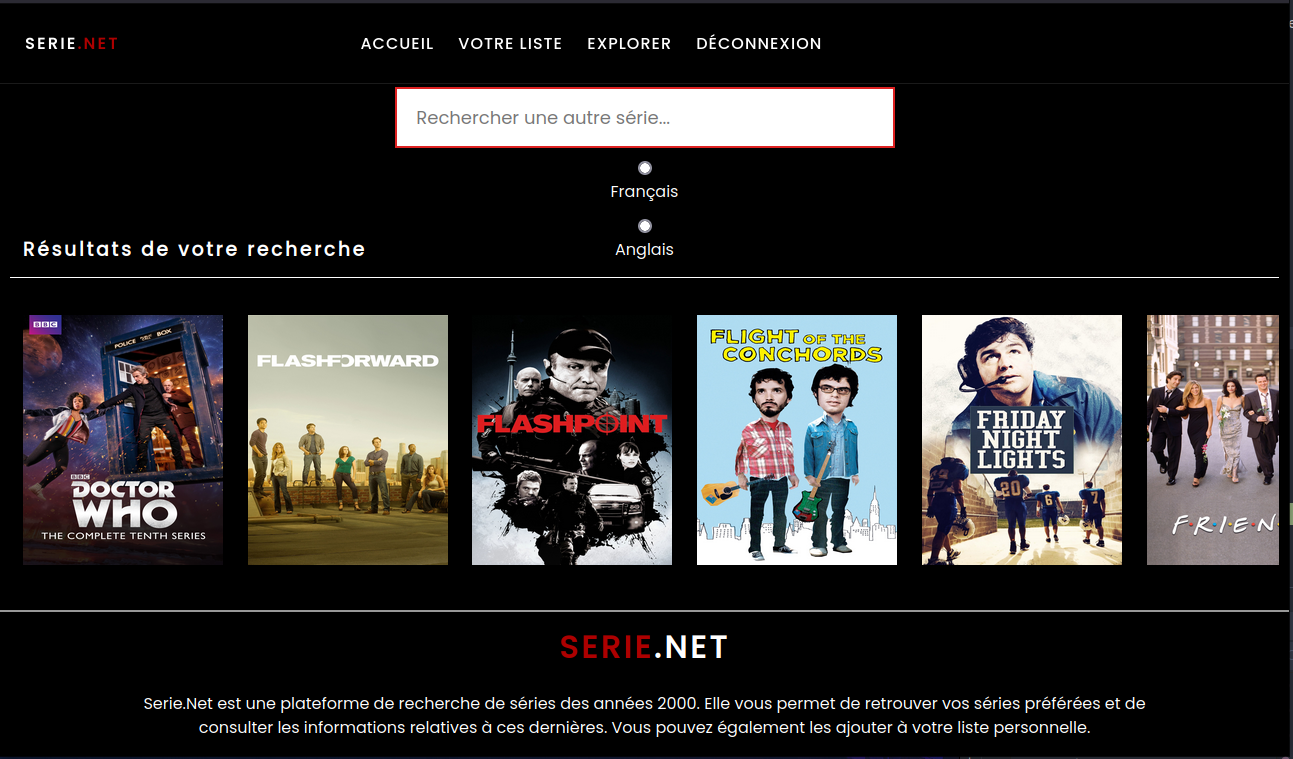 SERIE.NET
ACCUEIL VOTRE LISTE EXPLORER DÉCONNEXION
Rechercher une autre série...
Français
Anglais
Résultats de votre recherche
BBC
POLICE BOX
BBC
DOCTOR
WHO
THE COMPLETE TENTH SERIES
FLASHFORWARD
FLASHPOINT
FLIGHT OF THE
CONCHORDS
FRIDAY
NIGHT
LIGHTS
20 6 7
F·R·I·E·N
SERIE.NET
Serie.Net est une plateforme de recherche de séries des années 2000. Elle vous permet de retrouver vos séries préférées et de
consulter les informations relatives à ces dernières. Vous pouvez également les ajouter à votre liste personnelle.